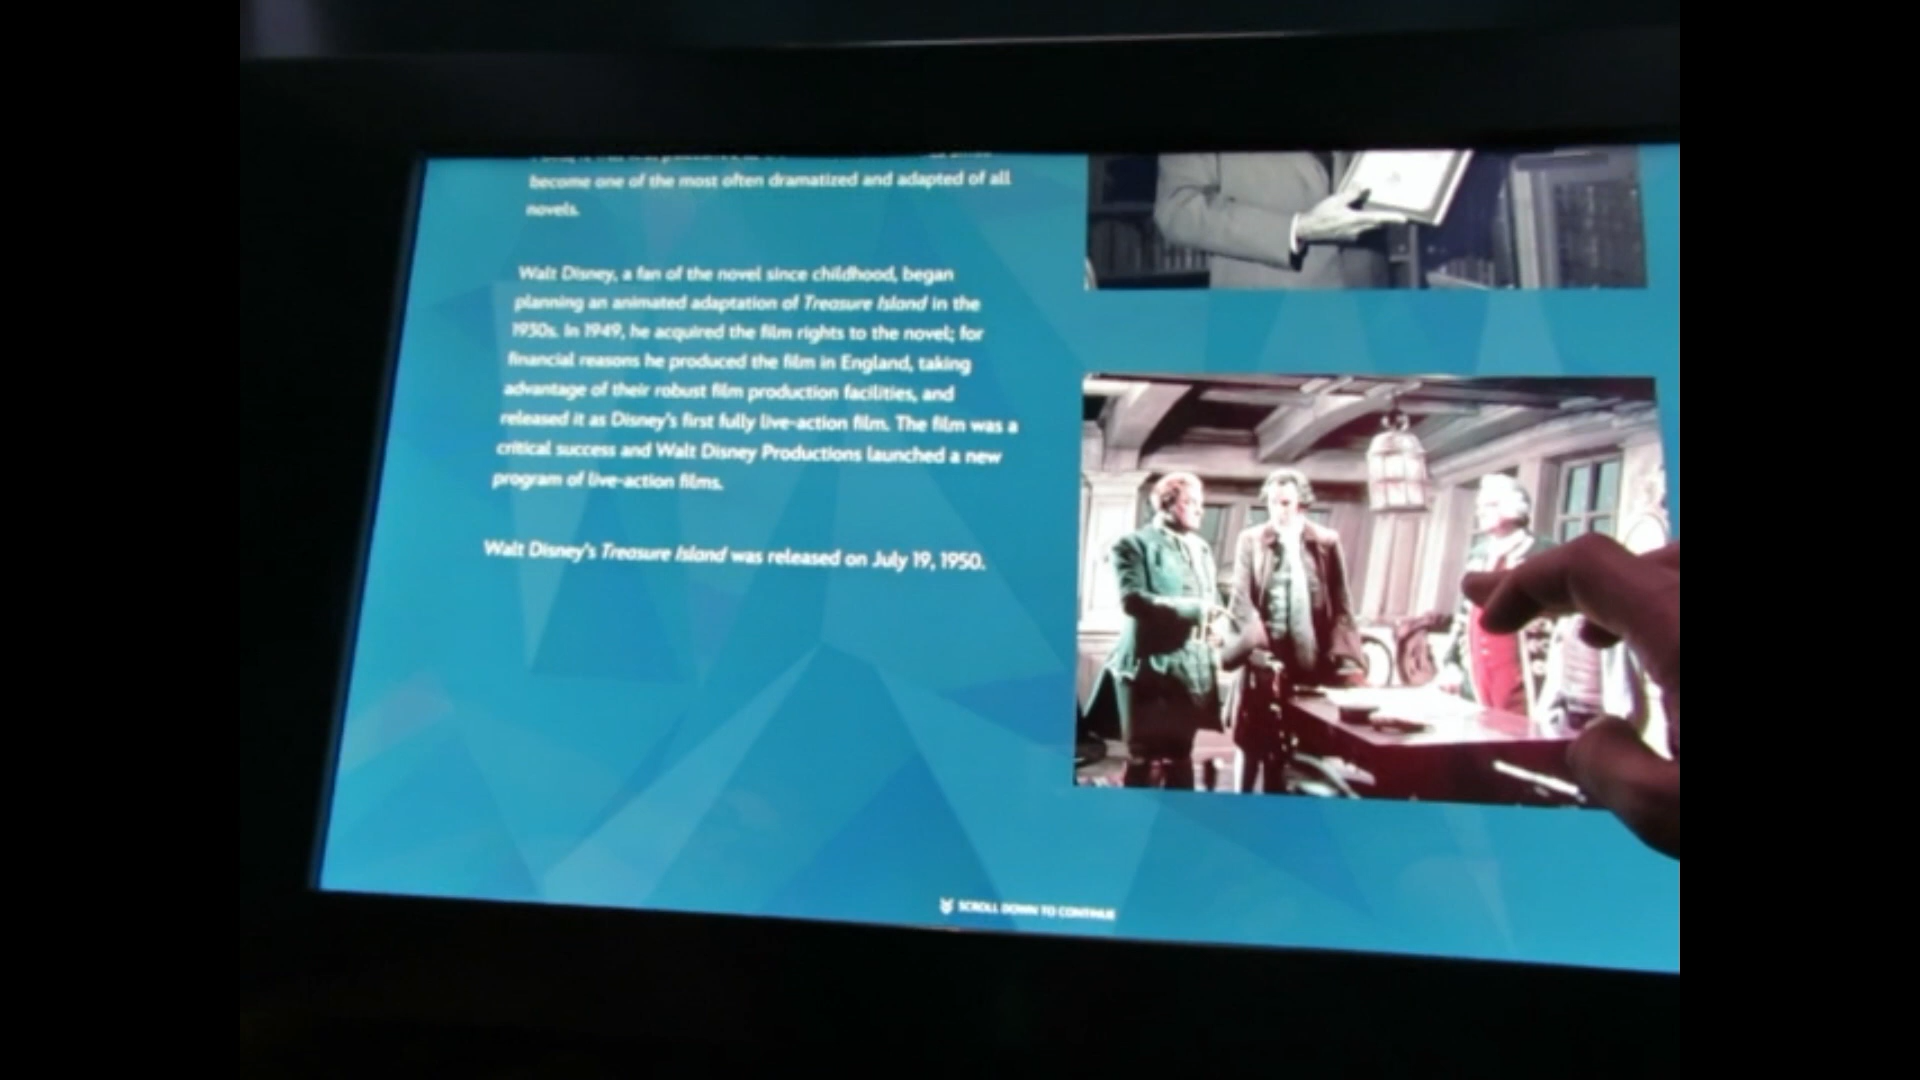 become one of the most often dramatized and adapted of all
novels.
Walt Disney, a fan of the novel since childhood, began
planning an animated adaptation of Treasure Island in the
1930s. In 1949, he acquired the film rights to the novel; for
financial reasons he produced the film in England, taking
advantage of their robust film production facilities, and
released it as Disney's first fully live-action film. The film was a
critical success and Walt Disney Productions launched a new
program of live-action films.
Walt Disney's Treasure Island was released on July 19, 1950.
SCROLL DOWN TO CONTINUE